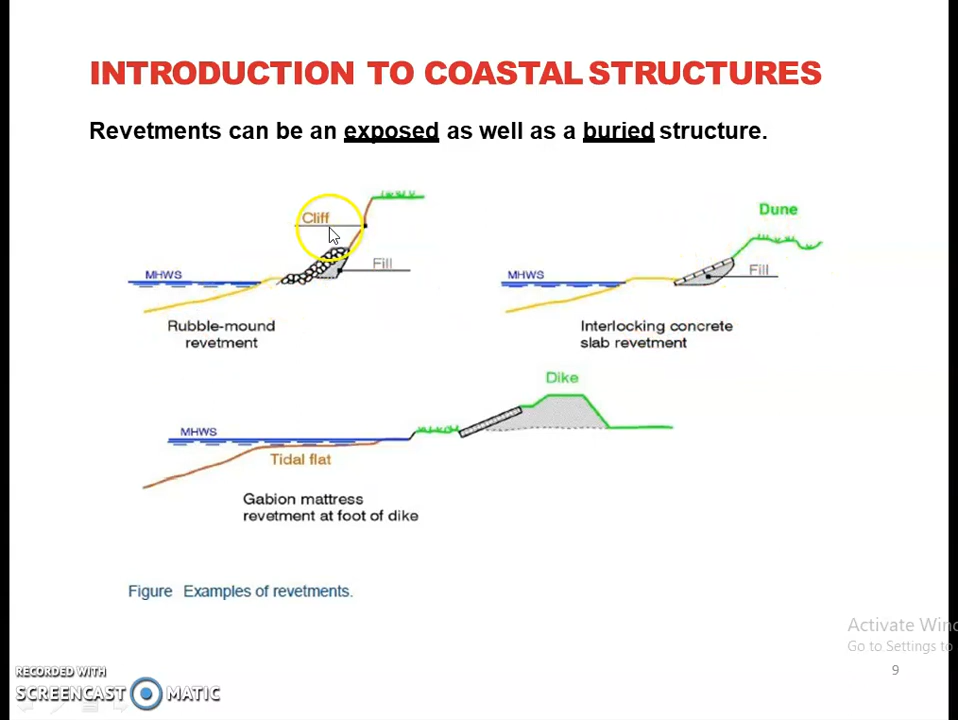 INTRODUCTION TO COASTAL STRUCTURES
Revetments can be an exposed as well as a buried structure.
Cliff
Fill
MHWS
Rubble-mound
revetment
Dune
Fill
MHWS
Interlocking concrete
slab revetment
Dike
MHWS
Tidal flat
Gabion mattress
revetment at foot of dike
Figure Examples of revetments.
Activate Win
Go to Settings to
9
RECORDED WITH
SCREENCAST MATIC